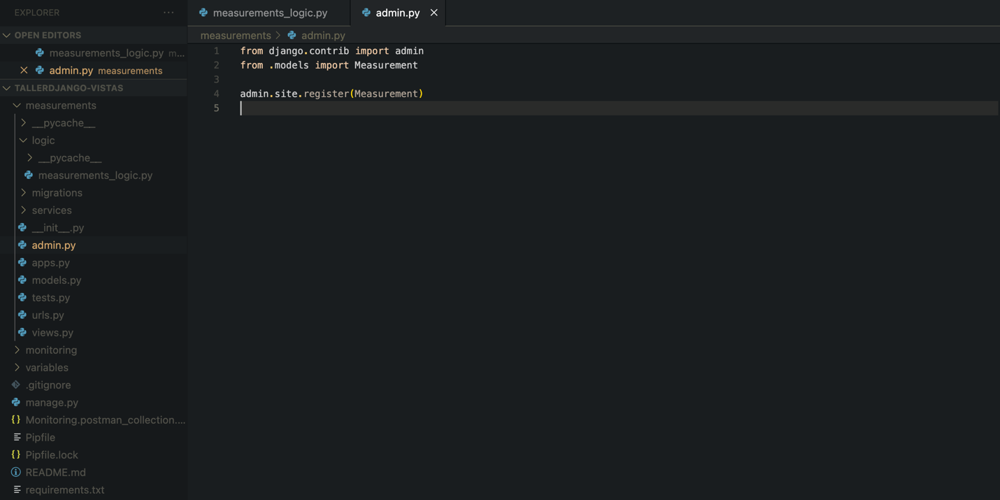 EXPLORER
OPEN EDITORS
measurements_logic.py m...
admin.py measurements
TALLERDJANGO-VISTAS
measurements
__pycache__
logic
__pycache__
measurements_logic.py
migrations
services
__init__.py
admin.py
apps.py
models.py
tests.py
urls.py
views.py
monitoring
variables
.gitignore
manage.py
Monitoring.postman_collection....
Pipfile
Pipfile.lock
README.md
requirements.txt
measurements_logic.py
admin.py
measurements > admin.py
1 from django.contrib import admin
2 from .models import Measurement
3
4 admin.site.register(Measurement)
5